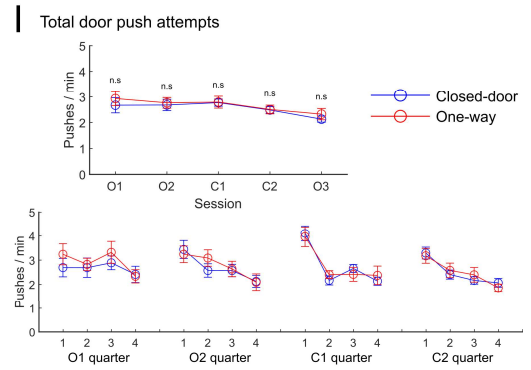 Total door push attempts
5
4
3
2
1
0
Pushes / min
n.s n.s n.s n.s n.s
O1 O2 C1 C2 O3
Session
Closed-door
One-way
5
4
3
2
1
0
Pushes / min
1 2 3 4 1 2 3 4 1 2 3 4 1 2 3 4
O1 quarter O2 quarter C1 quarter C2 quarter